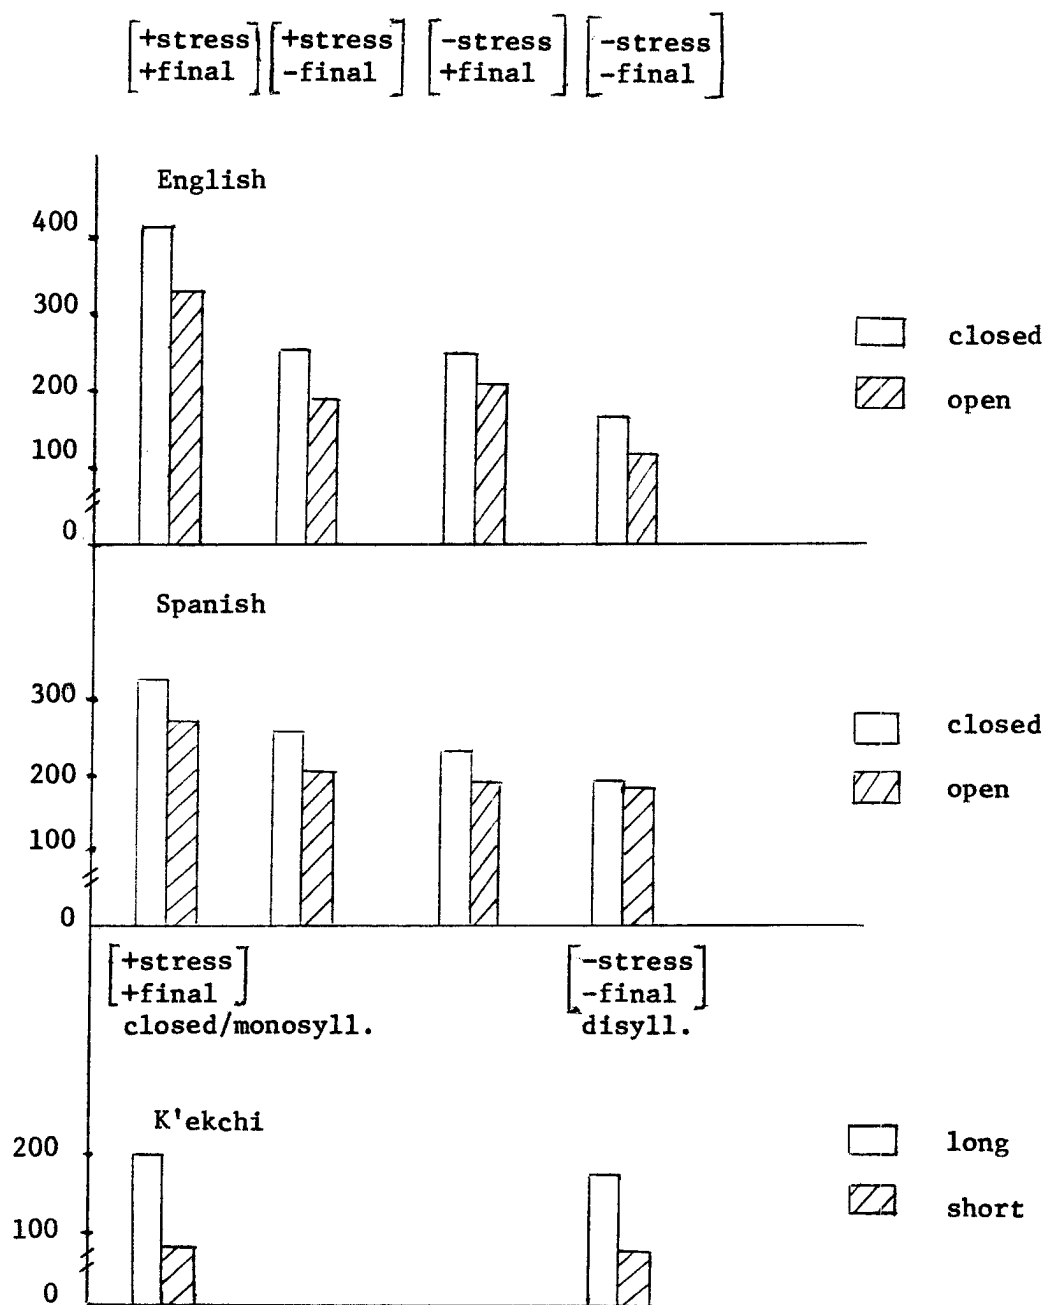 [+stress +final] [+stress -final] [-stress +final] [-stress -final]
English
400
300
200
100
0
closed
open
Spanish
300
200
100
0
closed
open
[+stress +final] closed/monosyll.
[-stress -final] disyll.
K'ekchi
200
100
0
long
short